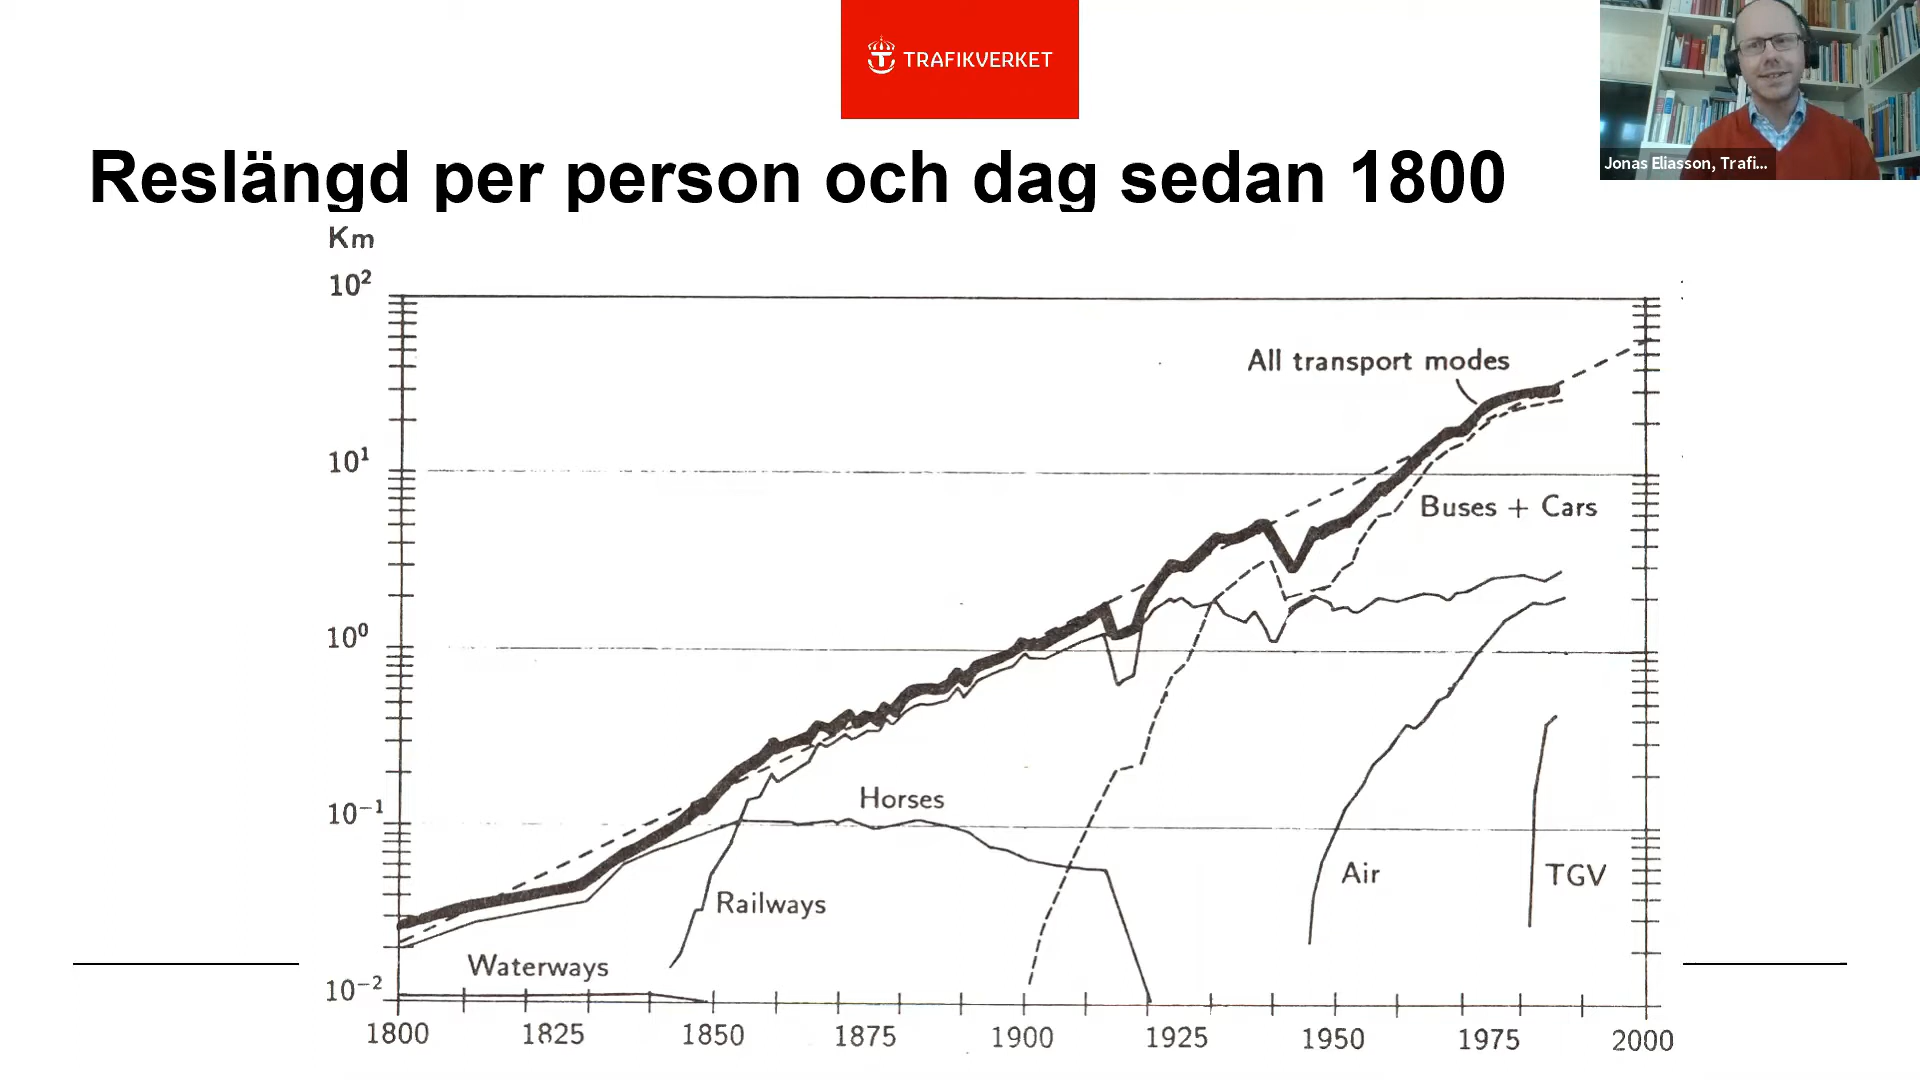 TRAFIKVERKET
Jonas Eliasson, Trafi...
Reslängd per person och dag sedan 1800
Km
10²
All transport modes
10¹
Buses + Cars
10⁰
Horses
10⁻¹
Air
TGV
Railways
Waterways
10⁻²
1800 1825 1850 1875 1900 1925 1950 1975 2000